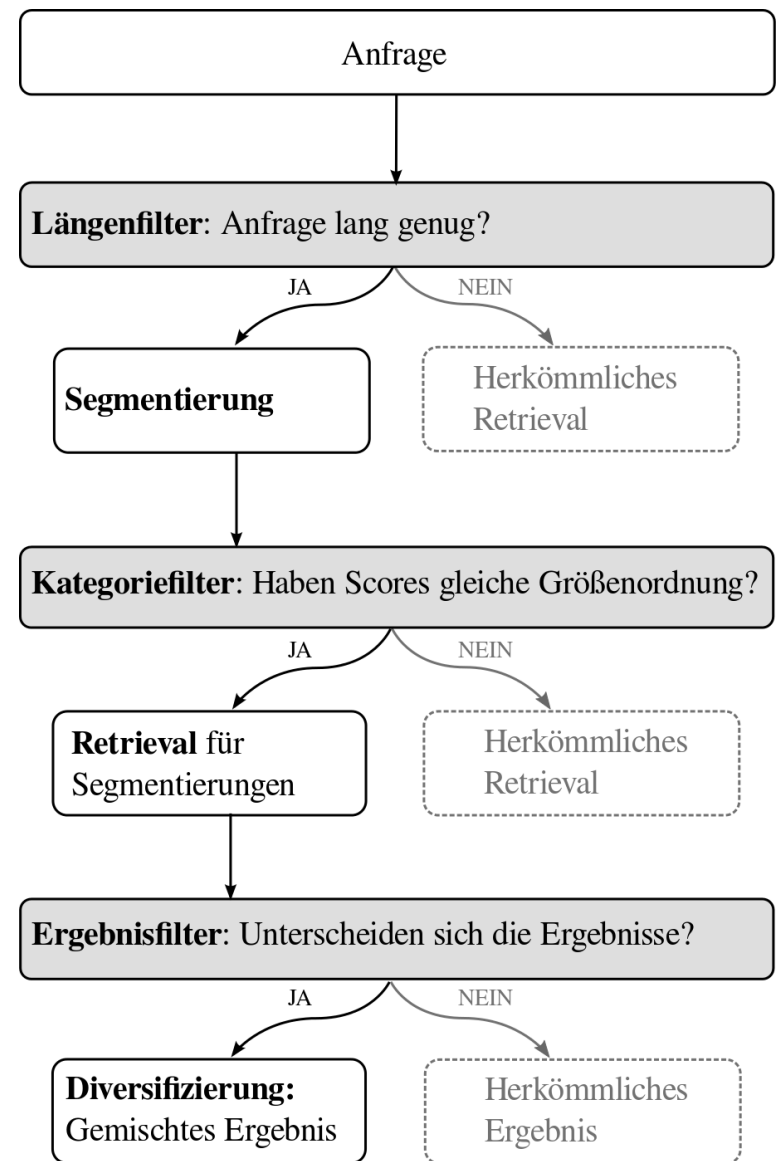 Anfrage
Längenfilter: Anfrage lang genug?
JA
NEIN
Segmentierung
Herkömmliches
Retrieval
Kategoriefilter: Haben Scores gleiche Größenordnung?
JA
NEIN
Retrieval für
Segmentierungen
Herkömmliches
Retrieval
Ergebnisfilter: Unterscheiden sich die Ergebnisse?
JA
NEIN
Diversifizierung:
Gemischtes Ergebnis
Herkömmliches
Ergebnis